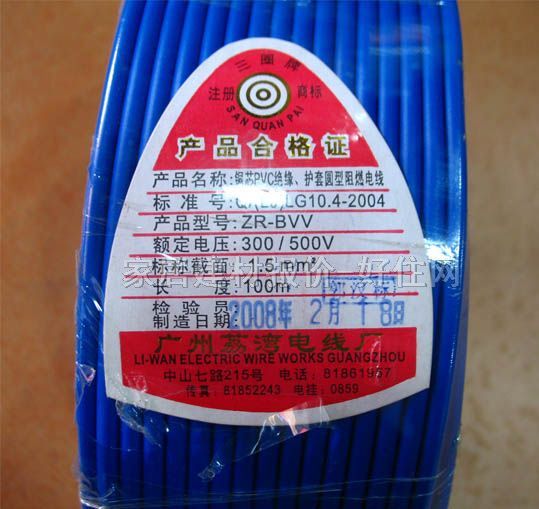 三圈牌
注册 商标
SAN QUAN PAI
产品合格证
产品名称:铜芯PVC绝缘、护套圆型阻燃电线
标准号:Q/(LJ)LG10.4-2004
产品型号:ZR-BVV
额定电压:300/500V
标称截面:1.5mm²
长度:100m
检验员
制造日期:2008年 2月18日
广州荔湾电线厂
LI-WAN ELECTRIC WIRE WORKS GUANGZHOU
中山七路215号 电话:81861957
传真:81852243 电挂:0859
家居建材报价 好住网